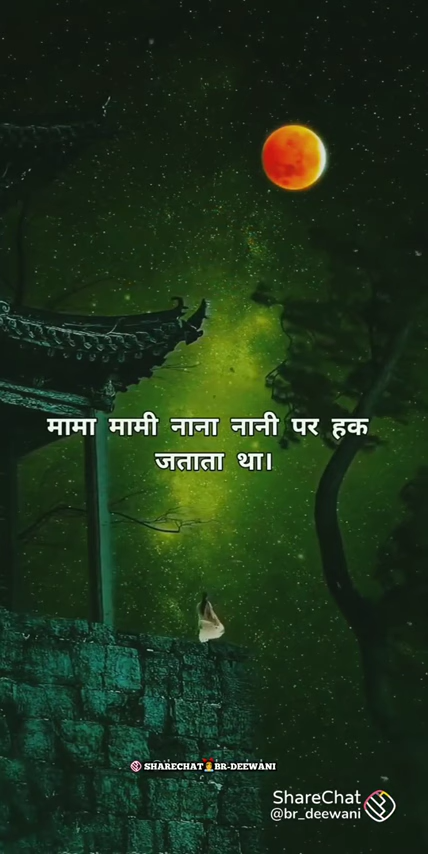 मामा मामी नाना नानी पर हक
जताता था।
SHARECHAT BR-DEEWANI
ShareChat
@br_deewani